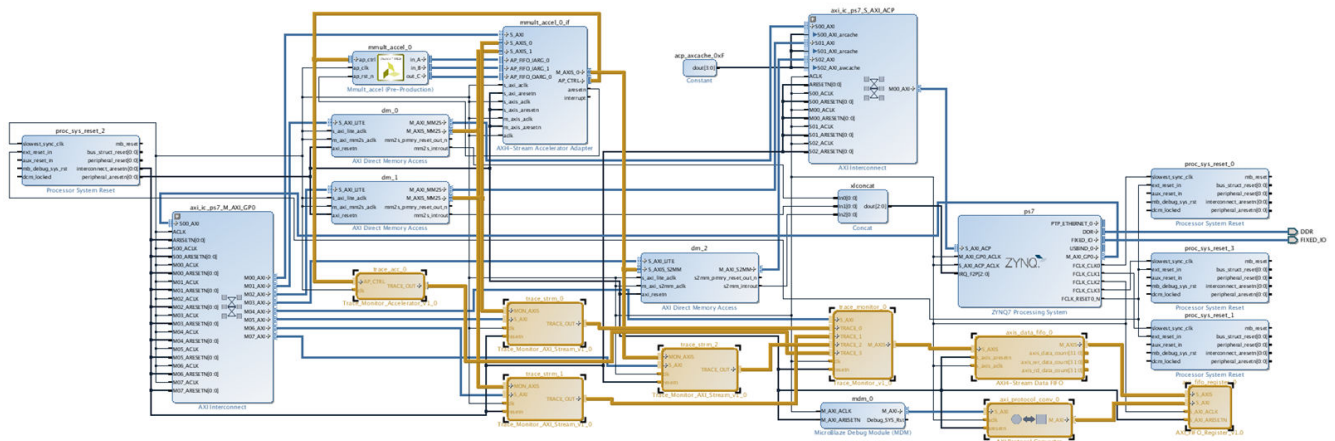 mmult_accel_0
ap_ctrl
ap_clk
ap_rst_n
in_A
in_B
out_C
Mmult_accel (Pre-Production)
mmult_accel_0_if
S_AXI
S_AXIS_0
S_AXIS_1
AP_FIFO_IARG_0
AP_FIFO_IARG_1
AP_FIFO_OARG_0
s_axi_aclk
s_axi_aresetn
s_axis_aclk
s_axis_aresetn
m_axis_aclk
m_axis_aresetn
aclk
M_AXIS_0
AP_CTRL
aresetn
interrupt
AXI4-Stream Accelerator Adapter
acp_axcache_0xF
dout[3:0]
Constant
axi_ic_ps7_S_AXI_ACP
S00_AXI
S00_AXI_arcache
S01_AXI
S01_AXI_arcache
S02_AXI
S02_AXI_awcache
ACLK
ARESETN[0:0]
S00_ACLK
S00_ARESETN[0:0]
M00_ACLK
M00_ARESETN[0:0]
S01_ACLK
S01_ARESETN[0:0]
S02_ACLK
S02_ARESETN[0:0]
M00_AXI
AXI Interconnect
proc_sys_reset_2
slowest_sync_clk
ext_reset_in
aux_reset_in
mb_debug_sys_rst
dcm_locked
mb_reset
bus_struct_reset[0:0]
peripheral_reset[0:0]
interconnect_aresetn[0:0]
peripheral_aresetn[0:0]
Processor System Reset
dm_0
S_AXI_LITE
s_axi_lite_aclk
m_axi_mm2s_aclk
axi_resetn
M_AXI_MM2S
M_AXIS_MM2S
mm2s_prmry_reset_out_n
mm2s_introut
AXI Direct Memory Access
dm_1
S_AXI_LITE
s_axi_lite_aclk
m_axi_mm2s_aclk
axi_resetn
M_AXI_MM2S
M_AXIS_MM2S
mm2s_prmry_reset_out_n
mm2s_introut
AXI Direct Memory Access
xlconcat
In0[0:0]
In1[0:0]
In2[0:0]
dout[2:0]
Concat
axi_ic_ps7_M_AXI_GP0
S00_AXI
ACLK
ARESETN[0:0]
S00_ACLK
S00_ARESETN[0:0]
M00_ACLK
M00_ARESETN[0:0]
M01_ACLK
M01_ARESETN[0:0]
M02_ACLK
M02_ARESETN[0:0]
M03_ACLK
M03_ARESETN[0:0]
M04_ACLK
M04_ARESETN[0:0]
M05_ACLK
M05_ARESETN[0:0]
M06_ACLK
M06_ARESETN[0:0]
M07_ACLK
M07_ARESETN[0:0]
M00_AXI
M01_AXI
M02_AXI
M03_AXI
M04_AXI
M05_AXI
M06_AXI
M07_AXI
AXI Interconnect
dm_2
S_AXI_LITE
S_AXIS_S2MM
s_axi_lite_aclk
m_axi_s2mm_aclk
axi_resetn
M_AXI_S2MM
s2mm_prmry_reset_out_n
s2mm_introut
AXI Direct Memory Access
ps7
S_AXI_ACP
M_AXI_GP0_ACLK
S_AXI_ACP_ACLK
IRQ_F2P[2:0]
ZYNQ
PTP_ETHERNET_0
DDR
FIXED_IO
USBIND_0
M_AXI_GP0
FCLK_CLK0
FCLK_CLK1
FCLK_CLK2
FCLK_CLK3
FCLK_RESET0_N
ZYNQ7 Processing System
DDR
FIXED_IO
proc_sys_reset_0
slowest_sync_clk
ext_reset_in
aux_reset_in
mb_debug_sys_rst
dcm_locked
mb_reset
bus_struct_reset[0:0]
peripheral_reset[0:0]
interconnect_aresetn[0:0]
peripheral_aresetn[0:0]
Processor System Reset
proc_sys_reset_3
slowest_sync_clk
ext_reset_in
aux_reset_in
mb_debug_sys_rst
dcm_locked
mb_reset
bus_struct_reset[0:0]
peripheral_reset[0:0]
interconnect_aresetn[0:0]
peripheral_aresetn[0:0]
Processor System Reset
proc_sys_reset_1
slowest_sync_clk
ext_reset_in
aux_reset_in
mb_debug_sys_rst
dcm_locked
mb_reset
bus_struct_reset[0:0]
peripheral_reset[0:0]
interconnect_aresetn[0:0]
peripheral_aresetn[0:0]
Processor System Reset
trace_acc_0
AP_CTRL
clk
TRACE_OUT
Trace_Monitor_Accelerator_v1_0
trace_strm_0
MON_AXIS
S_AXI
clk
resetn
TRACE_OUT
Trace_Monitor_AXI_Stream_v1_0
trace_strm_1
MON_AXIS
S_AXI
clk
resetn
TRACE_OUT
Trace_Monitor_AXI_Stream_v1_0
trace_strm_2
MON_AXIS
S_AXI
clk
resetn
TRACE_OUT
Trace_Monitor_AXI_Stream_v1_0
trace_monitor_0
S_AXI
TRACE_0
TRACE_1
TRACE_2
TRACE_3
clk
resetn
M_AXIS
Trace_Monitor_v1_0
axis_data_fifo_0
S_AXIS
s_axis_aresetn
s_axis_aclk
M_AXIS
axis_data_count[31:0]
axis_wr_data_count[31:0]
axis_rd_data_count[31:0]
AXI4-Stream Data FIFO
mdm_0
M_AXI_ACLK
M_AXI_ARESETN
M_AXI
Debug_SYS_Rst
MicroBlaze Debug Module (MDM)
axi_protocol_conv_0
S_AXI
aclk
aresetn
M_AXI
S_AXIS
S_AXI
S_AXI_ACLK
S_AXI_ARESETN
AXI_FIFO_Register_v1.0